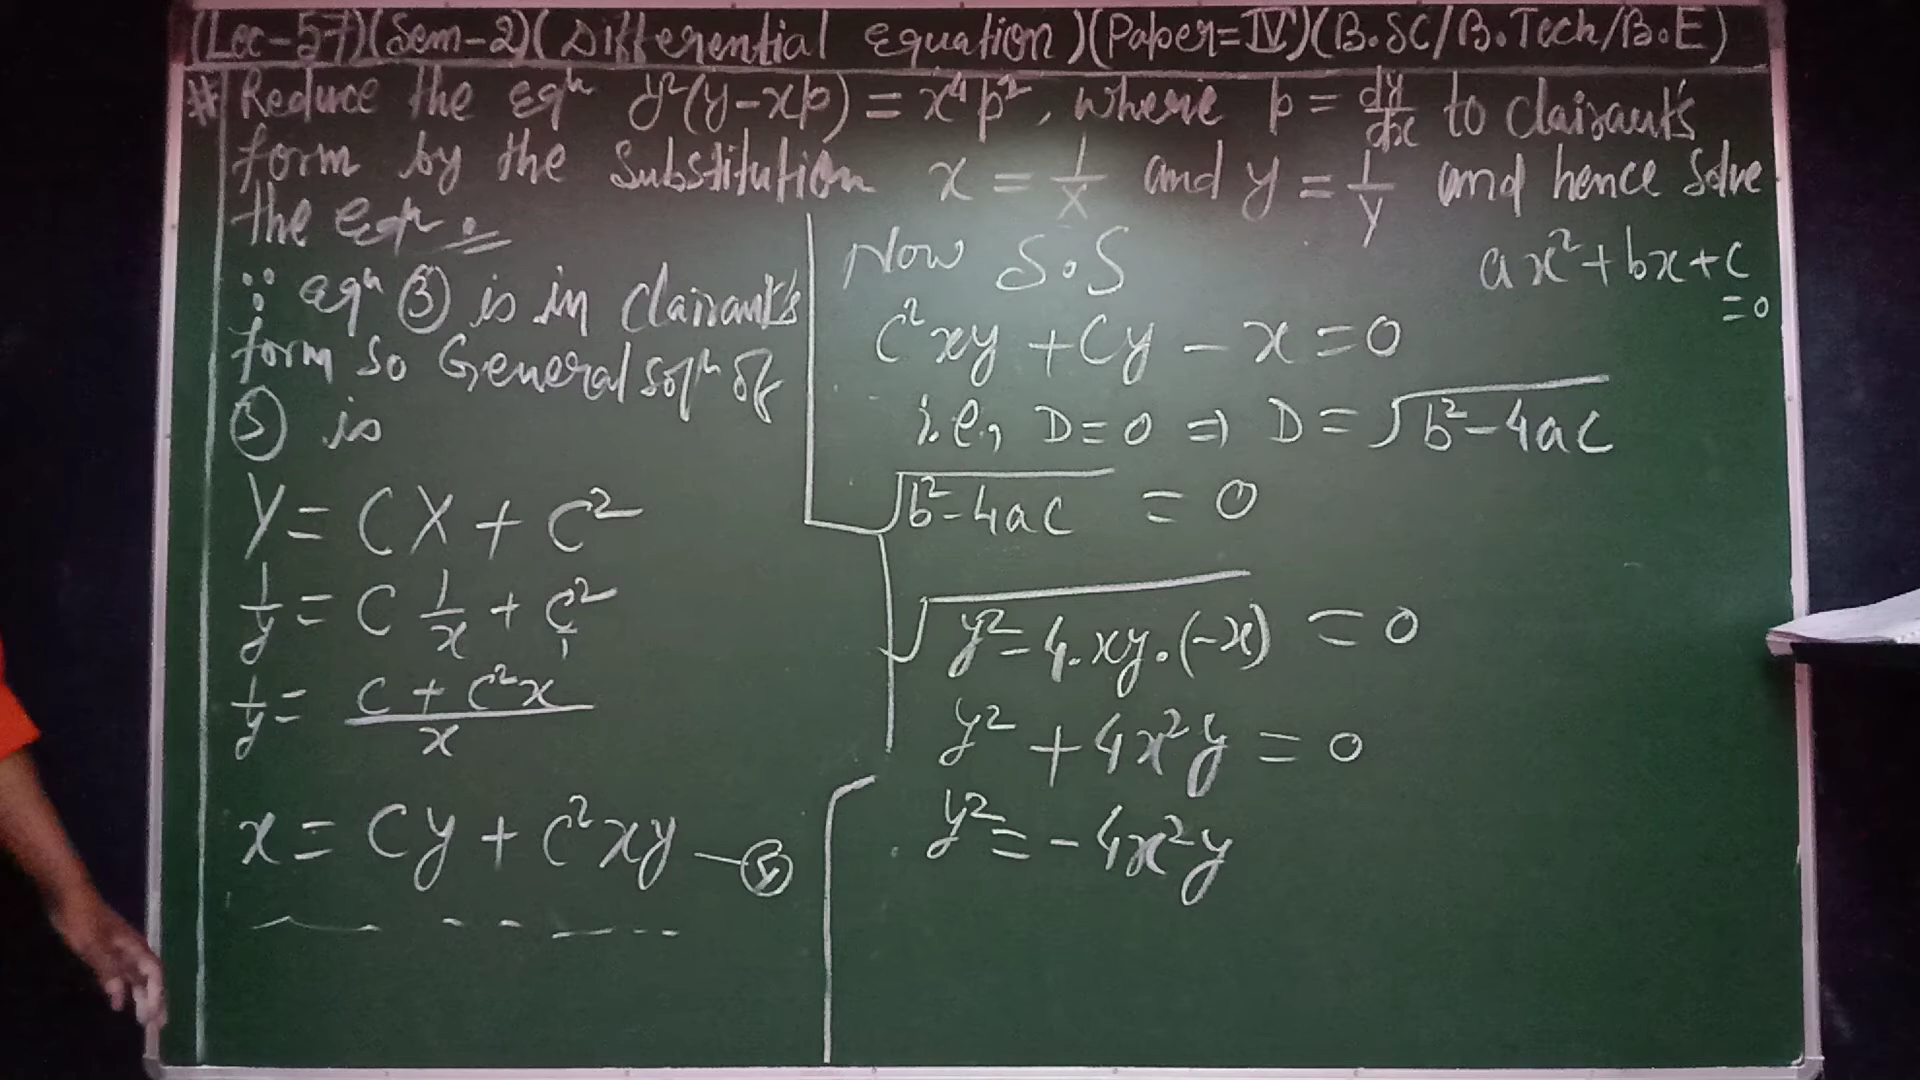 (Lec-57)(Sem-2)(Differential equation)(Paper=IV)(B.SC/B.Tech/B.E)
# Reduce the eqⁿ y²(y-xp) = x⁴p², where p = dy/dx to clairaut's
form by the substitution x = 1/X and y = 1/Y and hence solve
the eqⁿ.
∵ eqⁿ ③ is in clairaut's
form so General solⁿ of
③ is
Y = CX + C²
1/y = C 1/x + C²/1
1/y = (C + C²x)/x
x = Cy + C²xy —⑤
Now S.S
ax²+bx+c
=0
C²xy + Cy - x = 0
i.e., D=0 ⇒ D = √(b²-4ac)
√(b²-4ac) = 0
√(y²-4.xy.(-x)) = 0
y² + 4x²y = 0
y² = -4x²y